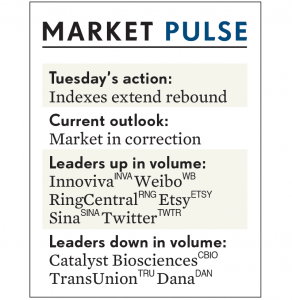 MARKET PULSE
Tuesday's action:
Indexes extend rebound
Current outlook:
Market in correction
Leaders up in volume:
Innoviva INVA Weibo WB
RingCentral RNG Etsy ETSY
Sina SINA Twitter TWTR
Leaders down in volume:
Catalyst Biosciences CBIO
TransUnion TRU Dana DAN